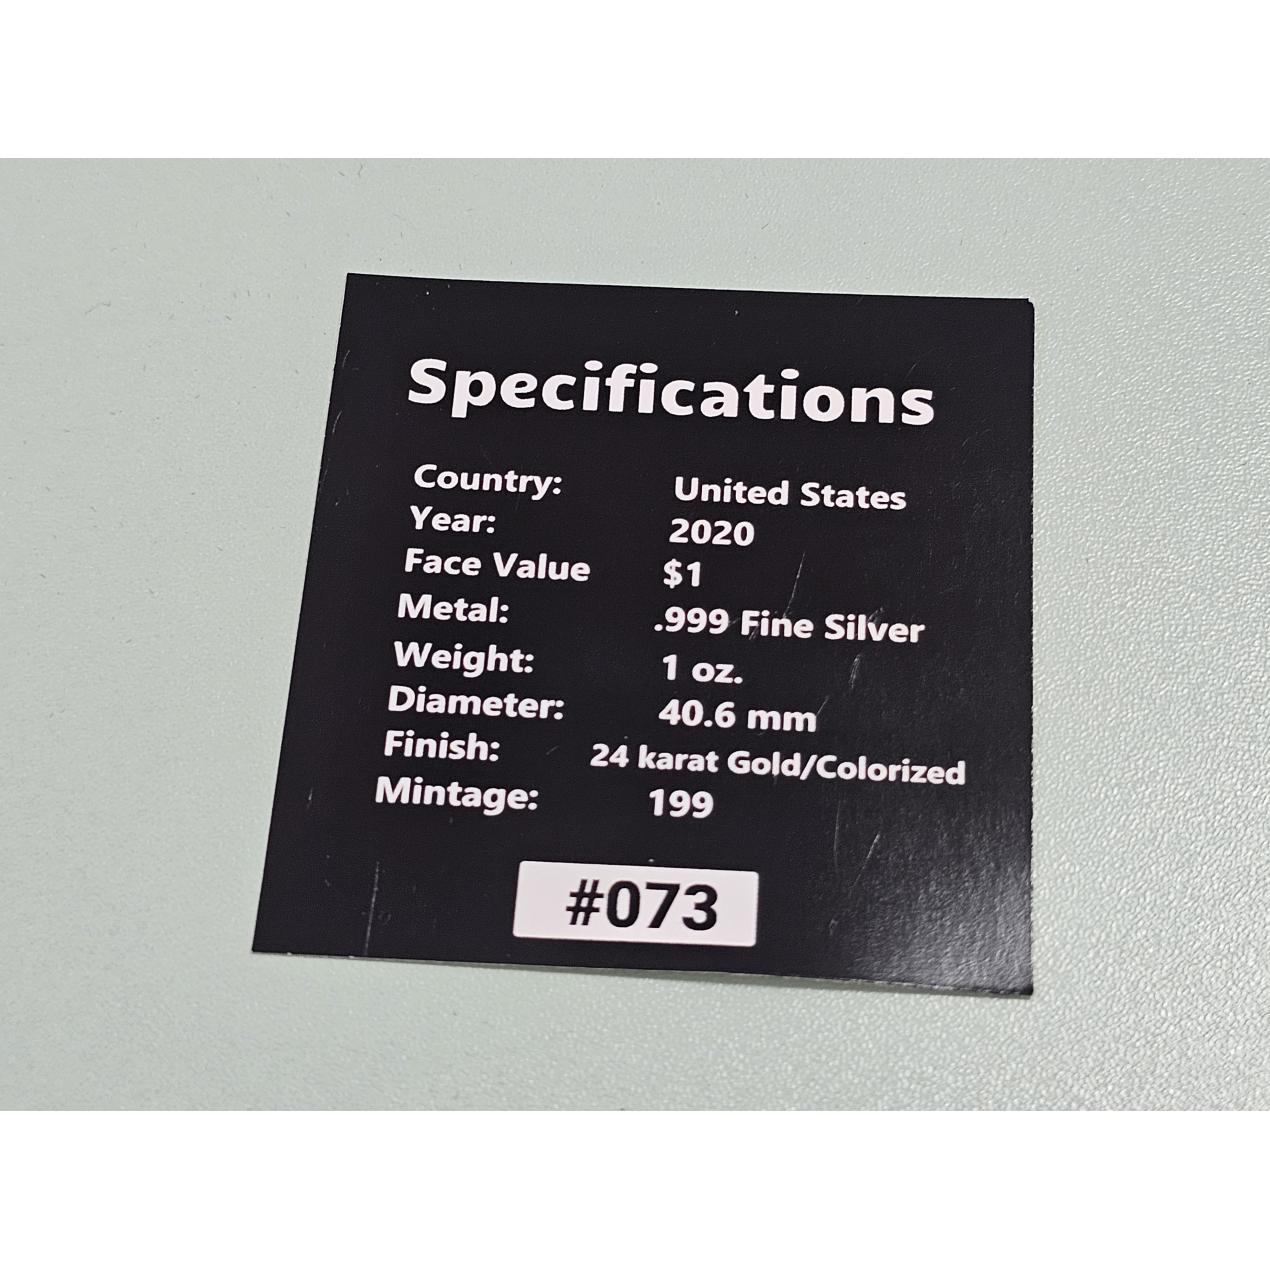 Specifications
Country: United States
Year: 2020
Face Value $1
Metal: .999 Fine Silver
Weight: 1 oz.
Diameter: 40.6 mm
Finish: 24 karat Gold/Colorized
Mintage: 199
#073